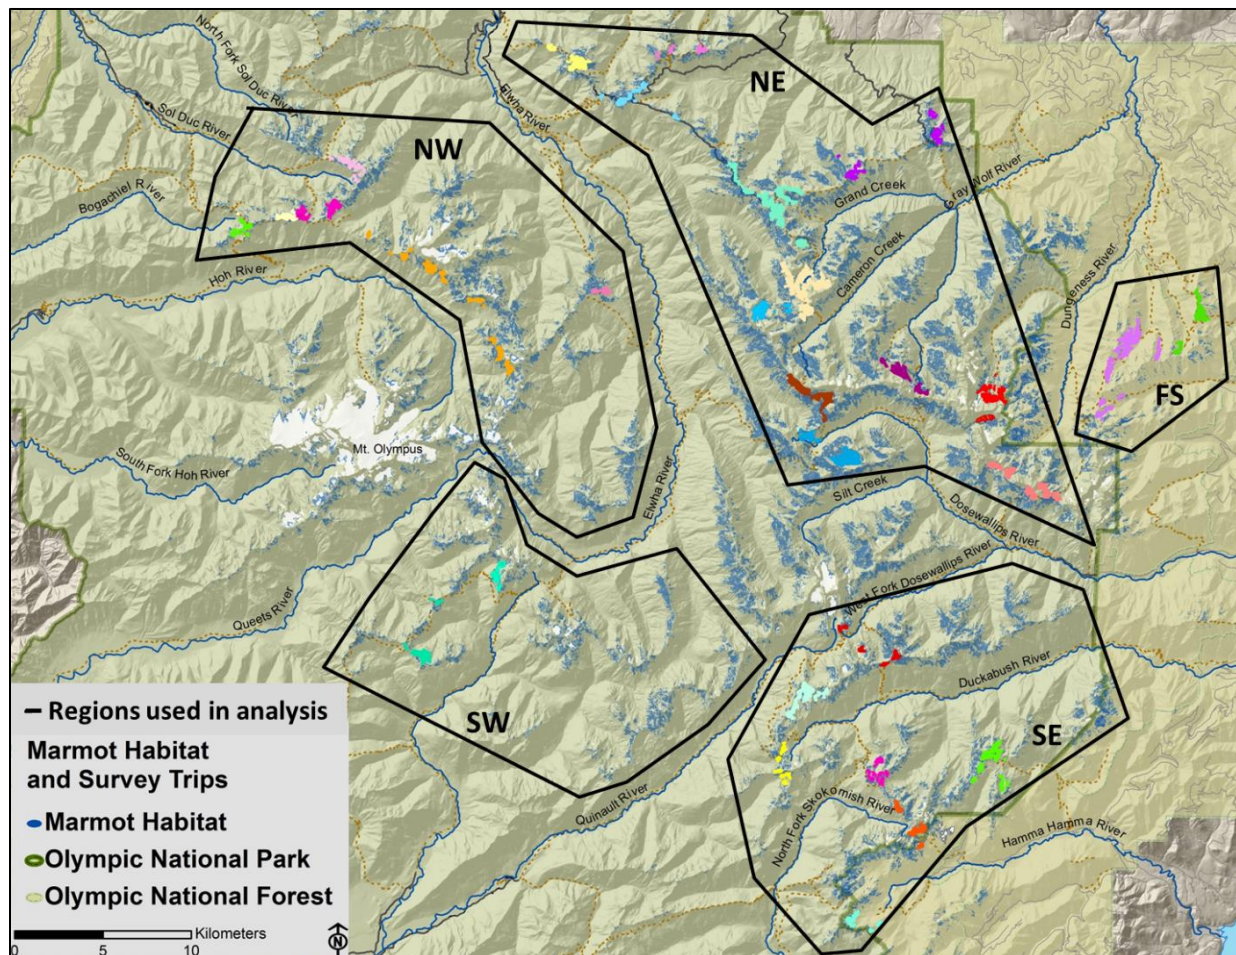 North Fork Sol Duc River
Sol Duc River
Bogachiel River
Hoh River
NW
Elwha River
NE
Grand Creek
Gray Wolf River
Cameron Creek
Dungeness River
FS
Mt. Olympus
South Fork Hoh River
Elwha River
Silt Creek
Dosewallips River
West Fork Dosewallips River
Queets River
Duckabush River
SW
SE
Quinault River
North Fork Skokomish River
Hamma Hamma River
– Regions used in analysis
Marmot Habitat
and Survey Trips
Marmot Habitat
Olympic National Park
Olympic National Forest
Kilometers
0 5 10
N